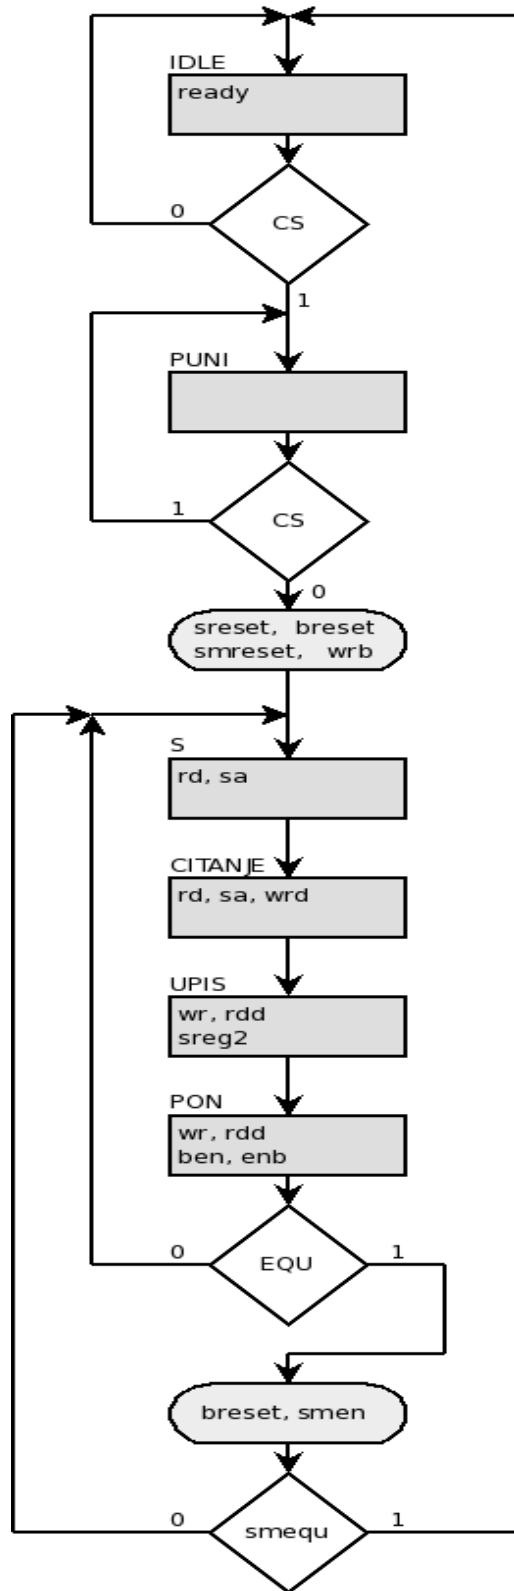 IDLE
ready
0
CS
1
PUNI
1
CS
0
sreset, breset
smreset, wrb
S
rd, sa
CITANJE
rd, sa, wrd
UPIS
wr, rdd
sreg2
PON
wr, rdd
ben, enb
0
EQU
1
breset, smen
0
smequ
1